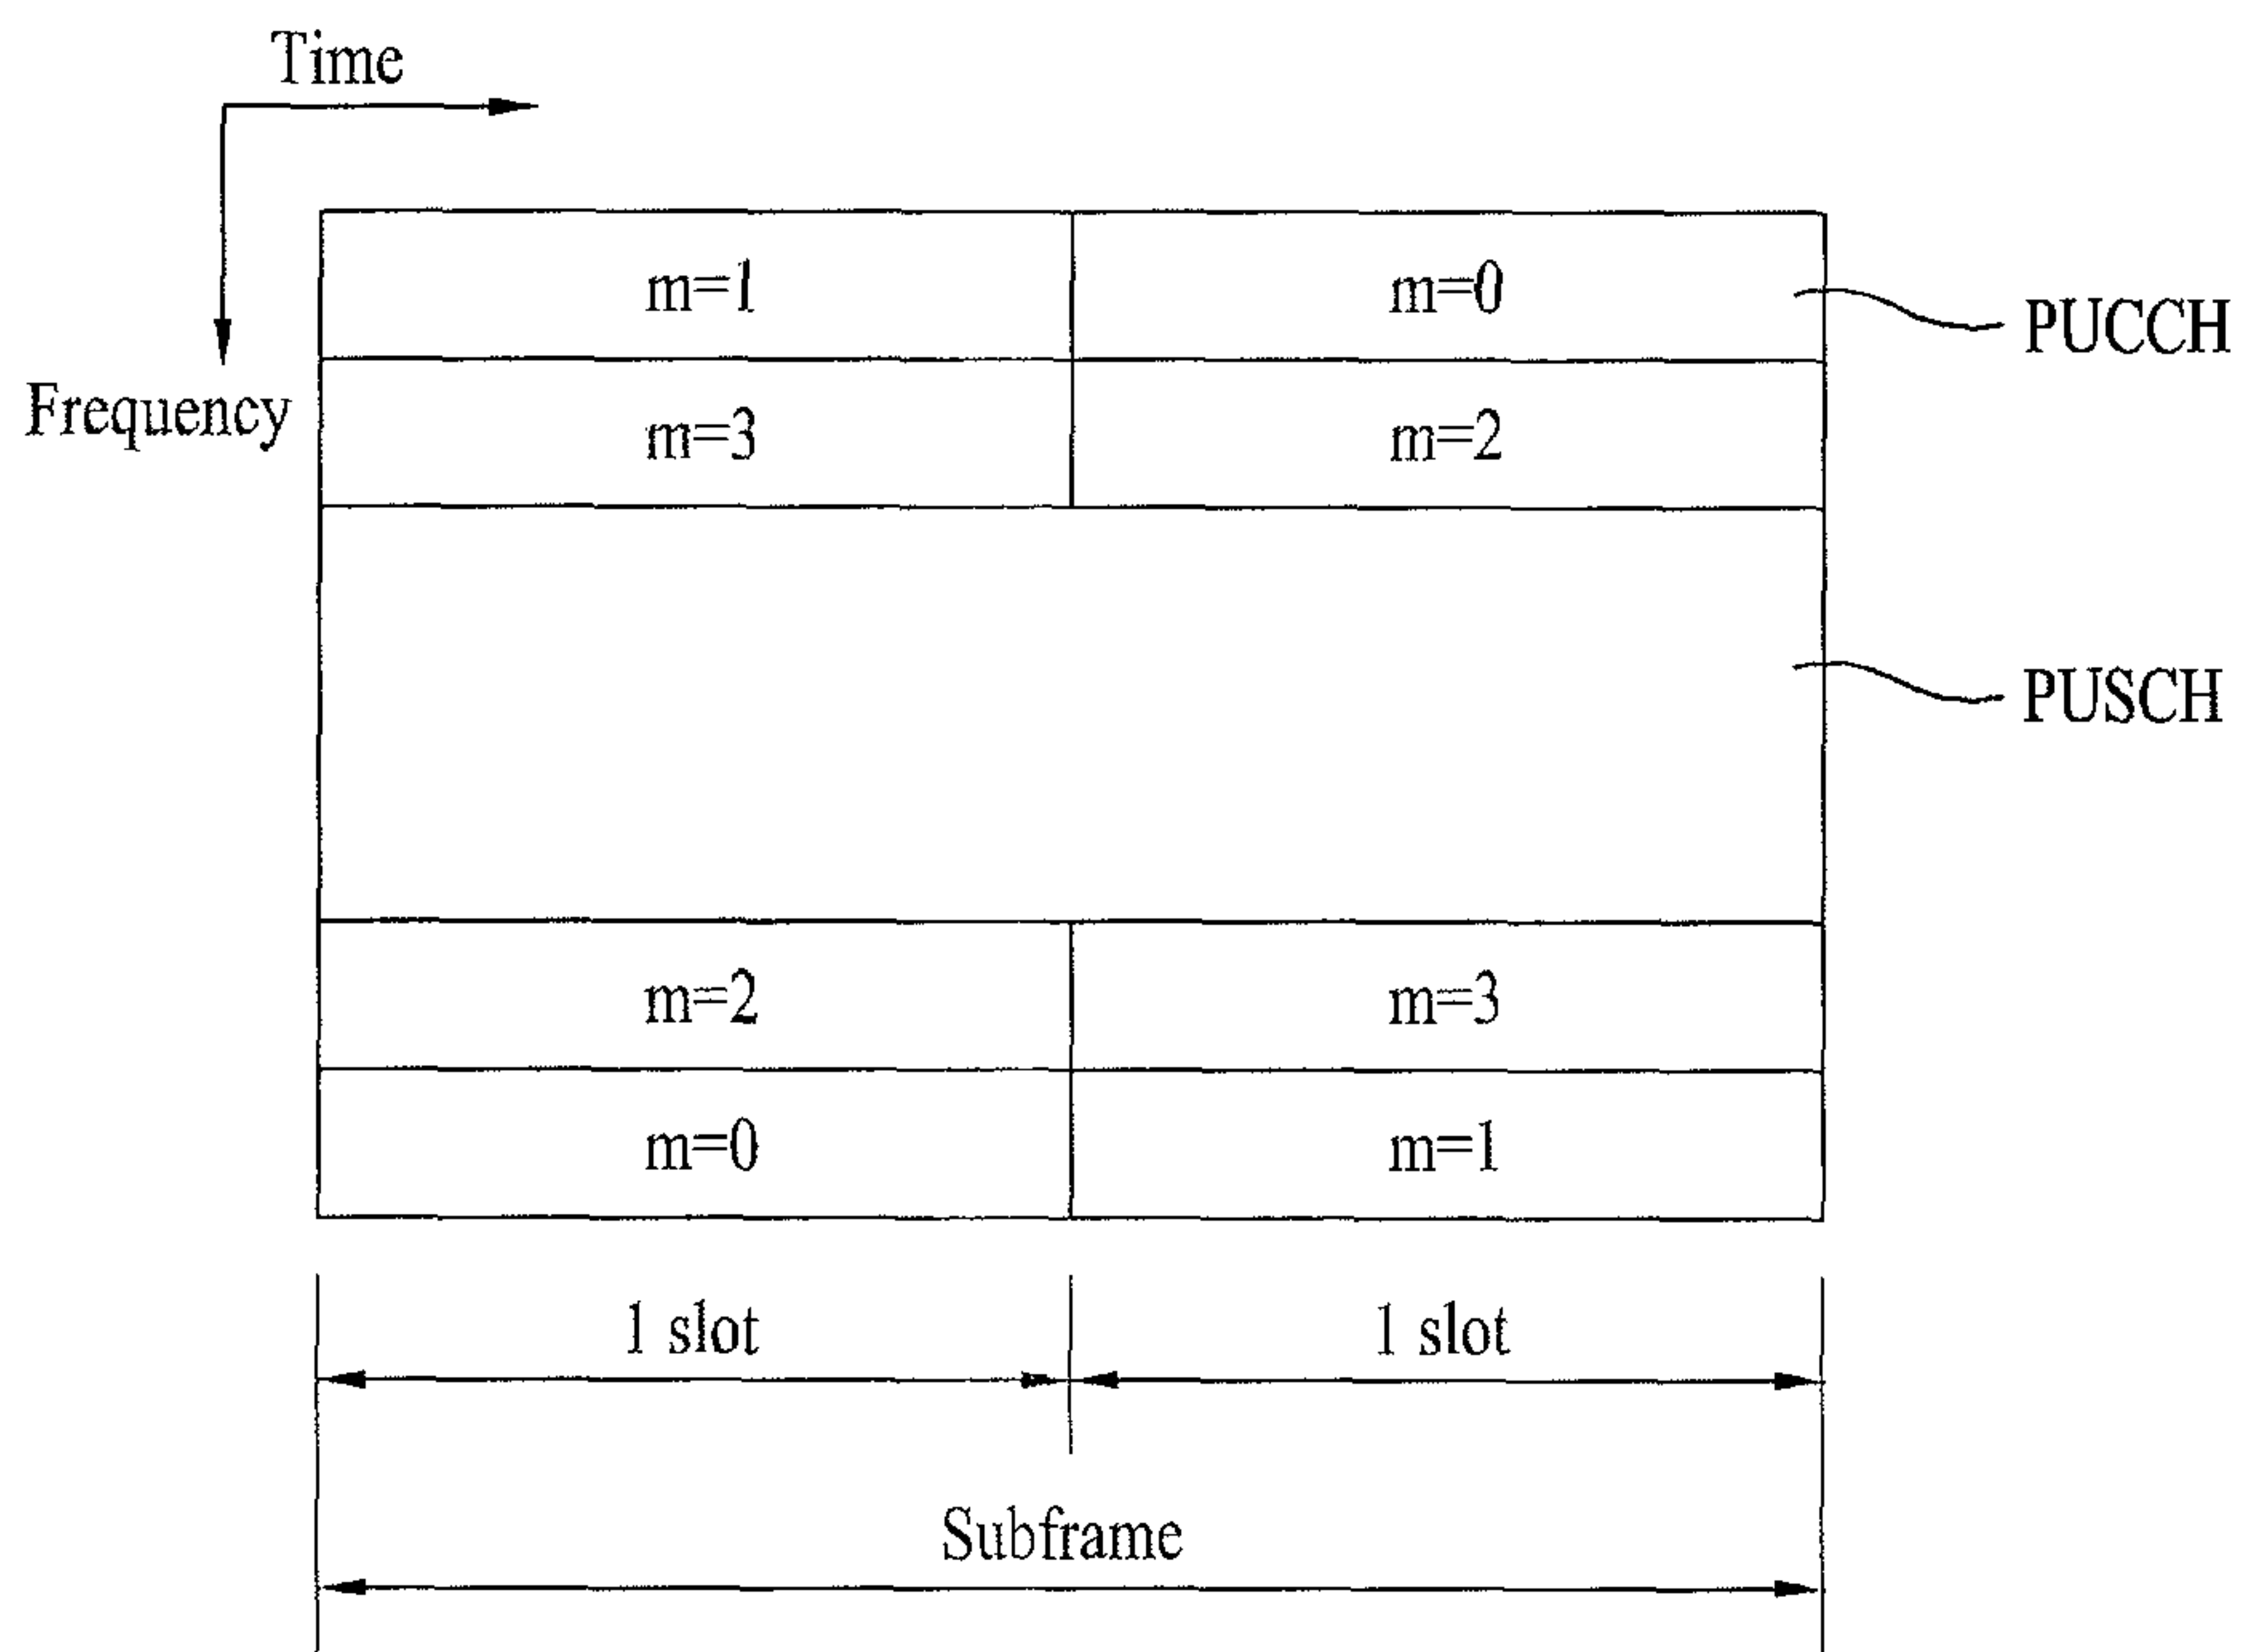 Time
Frequency
m=1 m=0
PUCCH
m=3 m=2
PUSCH
m=2 m=3
m=0 m=1
1 slot 1 slot
Subframe